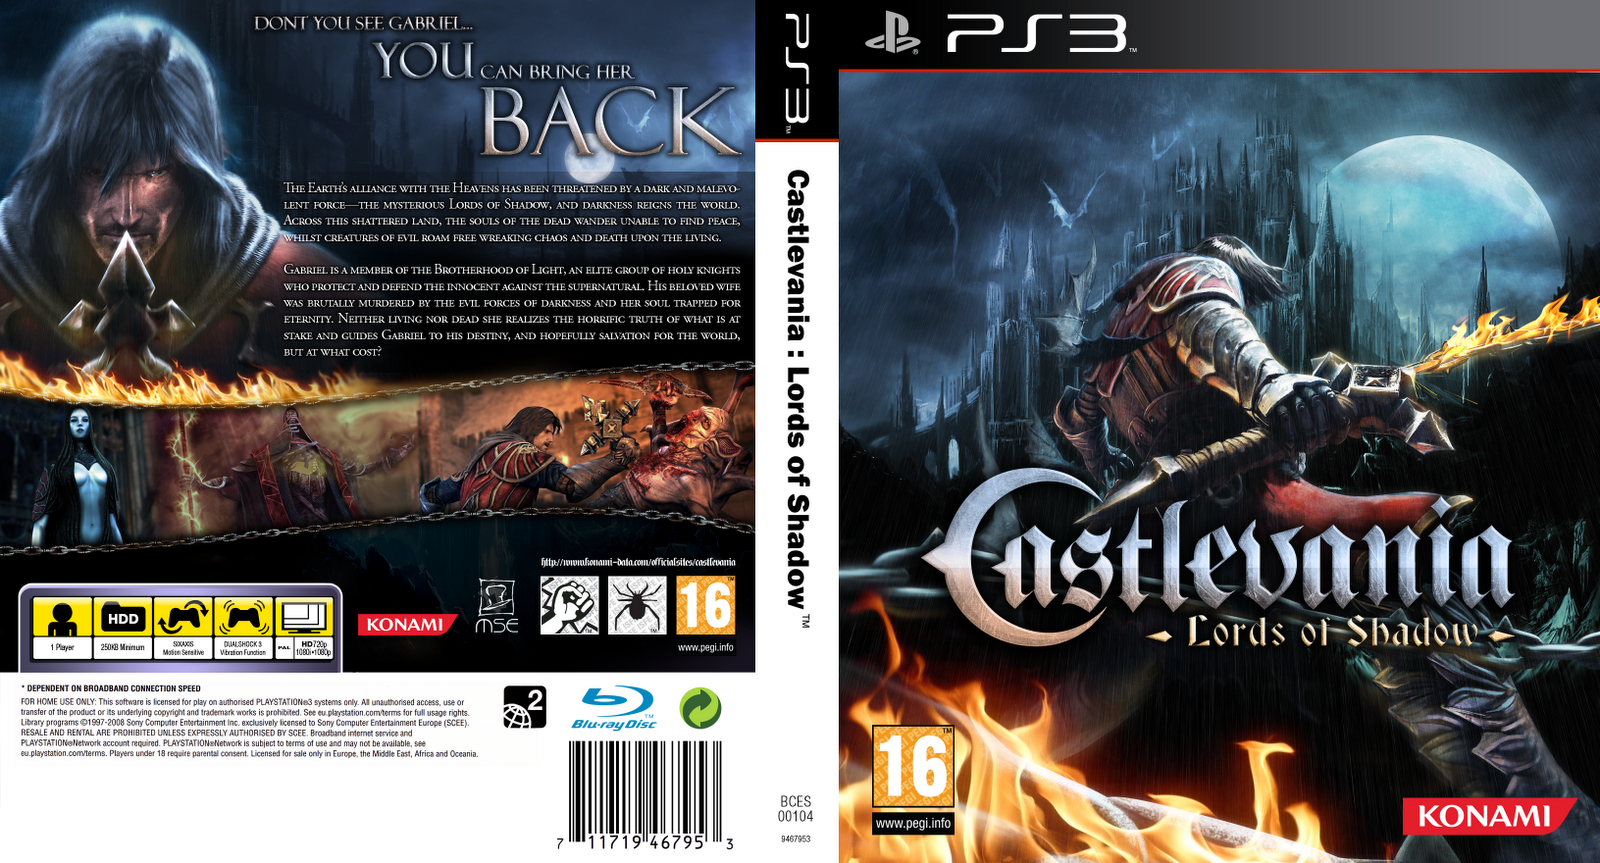 DONT YOU SEE GABRIEL...
YOU CAN BRING HER
BACK
THE EARTH'S ALLIANCE WITH THE HEAVENS HAS BEEN THREATENED BY A DARK AND MALEVO-
LENT FORCE—THE MYSTERIOUS LORDS OF SHADOW, AND DARKNESS REIGNS THE WORLD.
ACROSS THIS SHATTERED LAND, THE SOULS OF THE DEAD WANDER UNABLE TO FIND PEACE,
WHILST CREATURES OF EVIL ROAM FREE WREAKING CHAOS AND DEATH UPON THE LIVING.
GABRIEL IS A MEMBER OF THE BROTHERHOOD OF LIGHT, AN ELITE GROUP OF HOLY KNIGHTS
WHO PROTECT AND DEFEND THE INNOCENT AGAINST THE SUPERNATURAL. HIS BELOVED WIFE
WAS BRUTALLY MURDERED BY THE EVIL FORCES OF DARKNESS AND HER SOUL TRAPPED FOR
ETERNITY. NEITHER LIVING NOR DEAD SHE REALIZES THE HORRIFIC TRUTH OF WHAT IS AT
STAKE AND GUIDES GABRIEL TO HIS DESTINY, AND HOPEFULLY SALVATION FOR THE WORLD,
BUT AT WHAT COST?
http://www.konami-data.com/officialsites/castlevania
HDD
1 Player
250KB Minimum
SIXAXIS
Motion Sensitive
DUALSHOCK 3
Vibration Function
PAL
HD720p
1080i•1080p
KONAMI
MSE
16
www.pegi.info
* DEPENDENT ON BROADBAND CONNECTION SPEED
FOR HOME USE ONLY: This software is licensed for play on authorised PLAYSTATION®3 systems only. All unauthorised access, use or
transfer of the product or its underlying copyright and trademark works is prohibited. See eu.playstation.com/terms for full usage rights.
Library programs ©1997-2008 Sony Computer Entertainment Inc. exclusively licensed to Sony Computer Entertainment Europe (SCEE).
RESALE AND RENTAL ARE PROHIBITED UNLESS EXPRESSLY AUTHORISED BY SCEE. Broadband internet service and
PLAYSTATION®Network account required. PLAYSTATION®Network is subject to terms of use and may not be available, see
eu.playstation.com/terms. Players under 18 require parental consent. Licensed for sale only in Europe, the Middle East, Africa and Oceania.
2
Blu-ray Disc™
7 11719 46795 3
PS3™
Castlevania : Lords of Shadow™
BCES
00104
9467953
PS3™
Castlevania
Lords of Shadow
16™
www.pegi.info
KONAMI